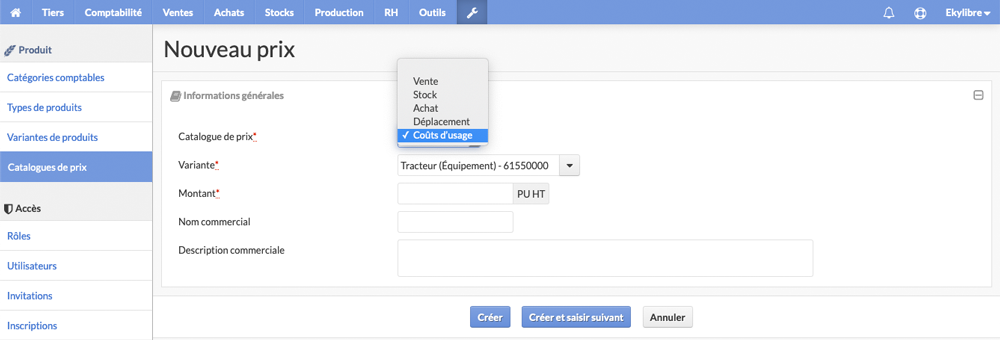 Tiers Comptabilité Ventes Achats Stocks Production RH Outils Ekylibre
Produit
Catégories comptables
Types de produits
Variantes de produits
Catalogues de prix
Accès
Rôles
Utilisateurs
Invitations
Inscriptions
Nouveau prix
Informations générales
Catalogue de prix*
Vente
Stock
Achat
Déplacement
✓ Coûts d'usage
Variante* Tracteur (Équipement) - 61550000
Montant* PU HT
Nom commercial
Description commerciale
Créer Créer et saisir suivant Annuler